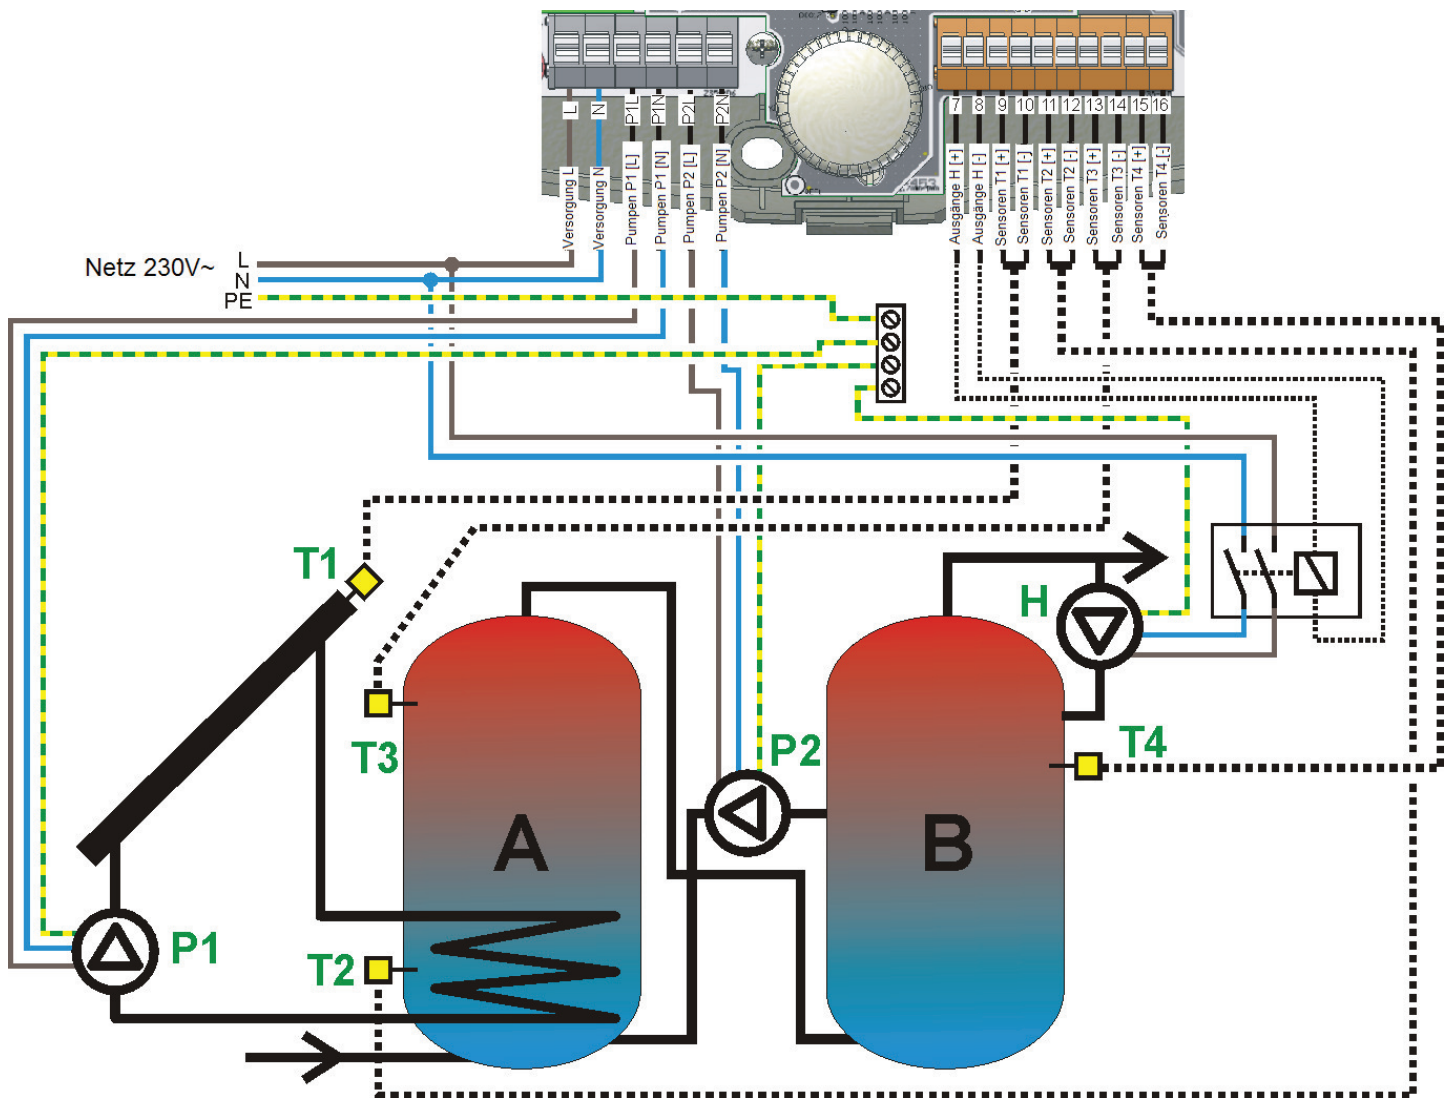 L
N
P1L
P1N
P2L
P2N
7
8
9
10
11
12
13
14
15
16
Versorgung L
Versorgung N
Pumpen P1 [L]
Pumpen P1 [N]
Pumpen P2 [L]
Pumpen P2 [N]
Ausgänge H [+]
Ausgänge H [-]
Sensoren T1 [+]
Sensoren T1 [-]
Sensoren T2 [+]
Sensoren T2 [-]
Sensoren T3 [+]
Sensoren T3 [-]
Sensoren T4 [+]
Sensoren T4 [-]
Netz 230V~
L
N
PE
T1
H
T3
P2
T4
A
B
P1
T2